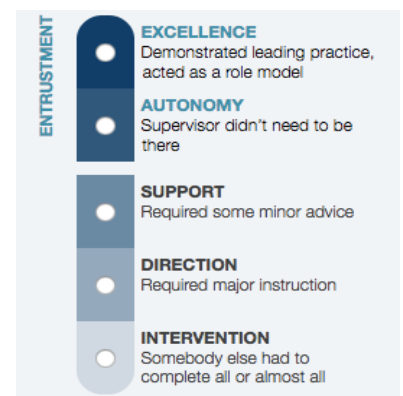 ENTRUSTMENT
EXCELLENCE
Demonstrated leading practice,
acted as a role model
AUTONOMY
Supervisor didn't need to be
there
SUPPORT
Required some minor advice
DIRECTION
Required major instruction
INTERVENTION
Somebody else had to
complete all or almost all